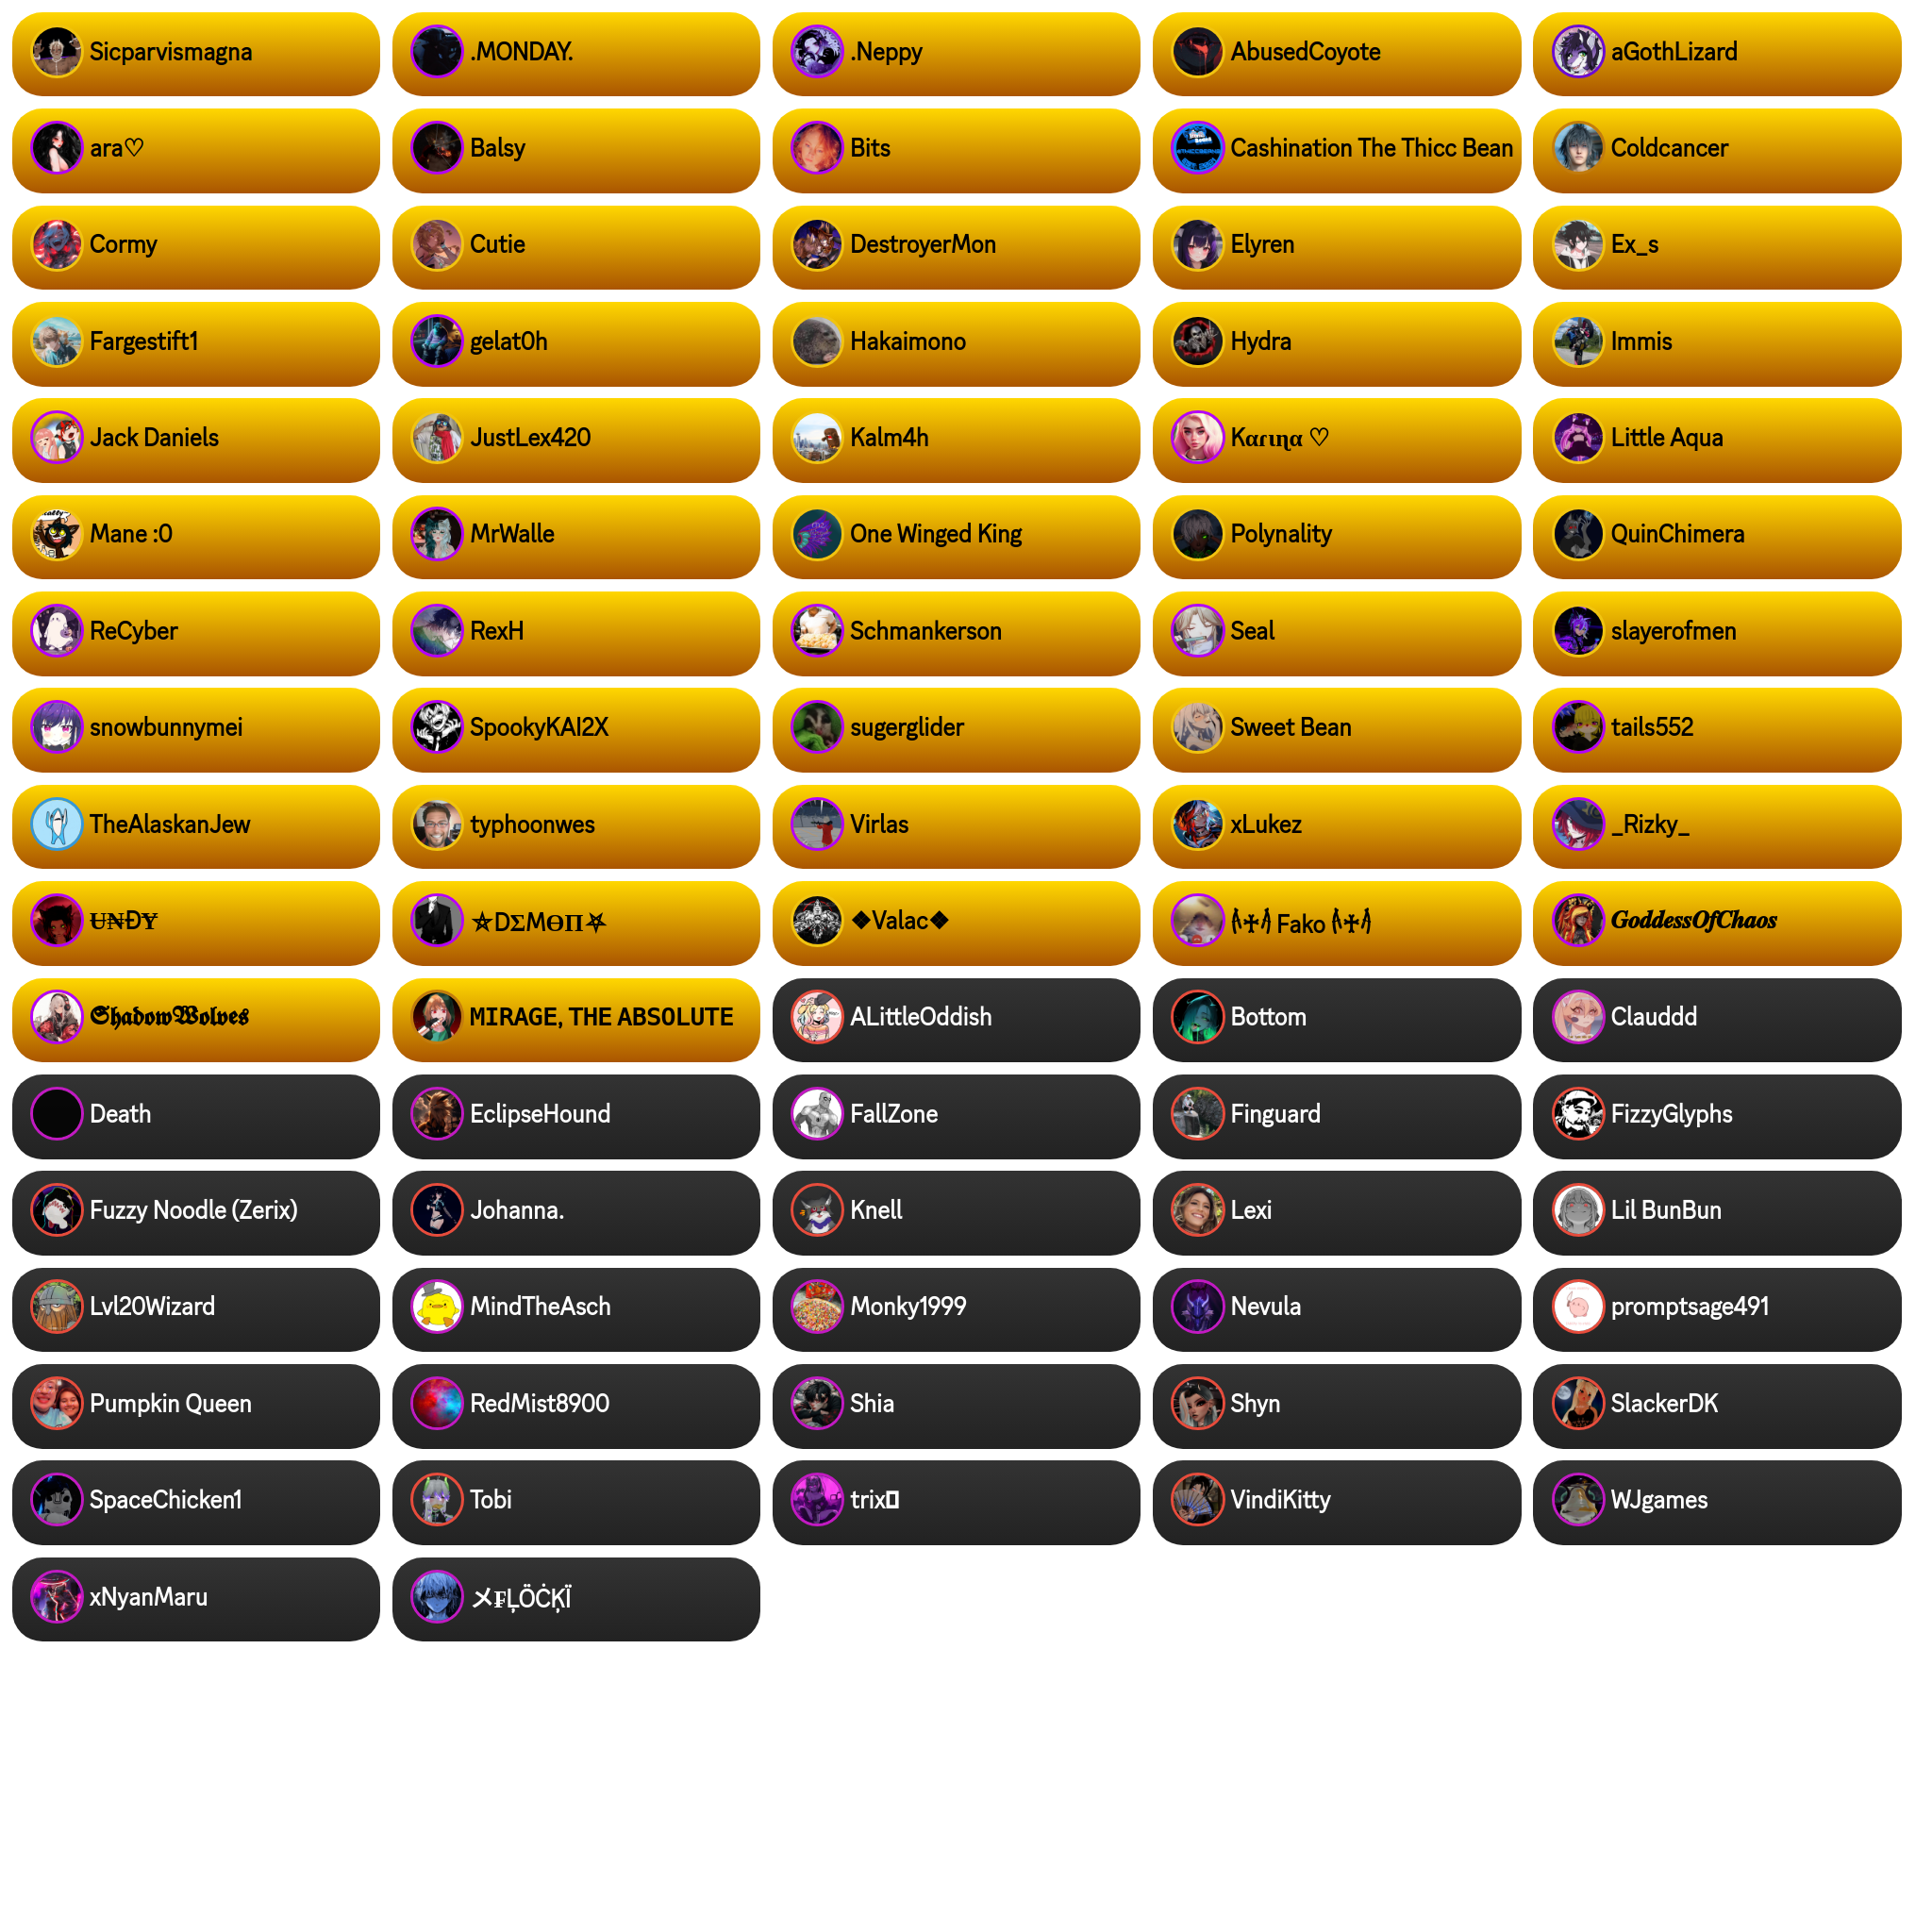 Sicparvismagna
.MONDAY.
.Neppy
AbusedCoyote
aGothLizard
ara♡
Balsy
Bits
Cashination The Thicc Bean
Coldcancer
Cormy
Cutie
DestroyerMon
Elyren
Ex_s
Fargestift1
gelat0h
Hakaimono
Hydra
Immis
Jack Daniels
JustLex420
Kalm4h
Kαɾιɳα ♡
Little Aqua
Mane :0
MrWalle
One Winged King
Polynality
QuinChimera
ReCyber
RexH
Schmankerson
Seal
slayerofmen
snowbunnymei
SpookyKAI2X
sugerglider
Sweet Bean
tails552
TheAlaskanJew
typhoonwes
Virlas
xLukez
_Rizky_
Ʉ₦ĐɎ
⛥DΣMӨП⛧
❖Valac❖
Fako
𝑮𝒐𝒅𝒅𝒆𝒔𝒔𝑶𝒇𝑪𝒉𝒂𝒐𝒔
𝕾𝖍𝖆𝖉𝖔𝖜𝖂𝖔𝖑𝖛𝖊𝖘
MIRAGE, THE ABSOLUTE
ALittleOddish
Bottom
Clauddd
Death
EclipseHound
FallZone
Finguard
FizzyGlyphs
Fuzzy Noodle (Zerix)
Johanna.
Knell
Lexi
Lil BunBun
Lvl20Wizard
MindTheAsch
Monky1999
Nevula
promptsage491
Pumpkin Queen
RedMist8900
Shia
Shyn
SlackerDK
SpaceChicken1
Tobi
trix
VindiKitty
WJgames
xNyanMaru
メ₣ĻÖĊĶÏ